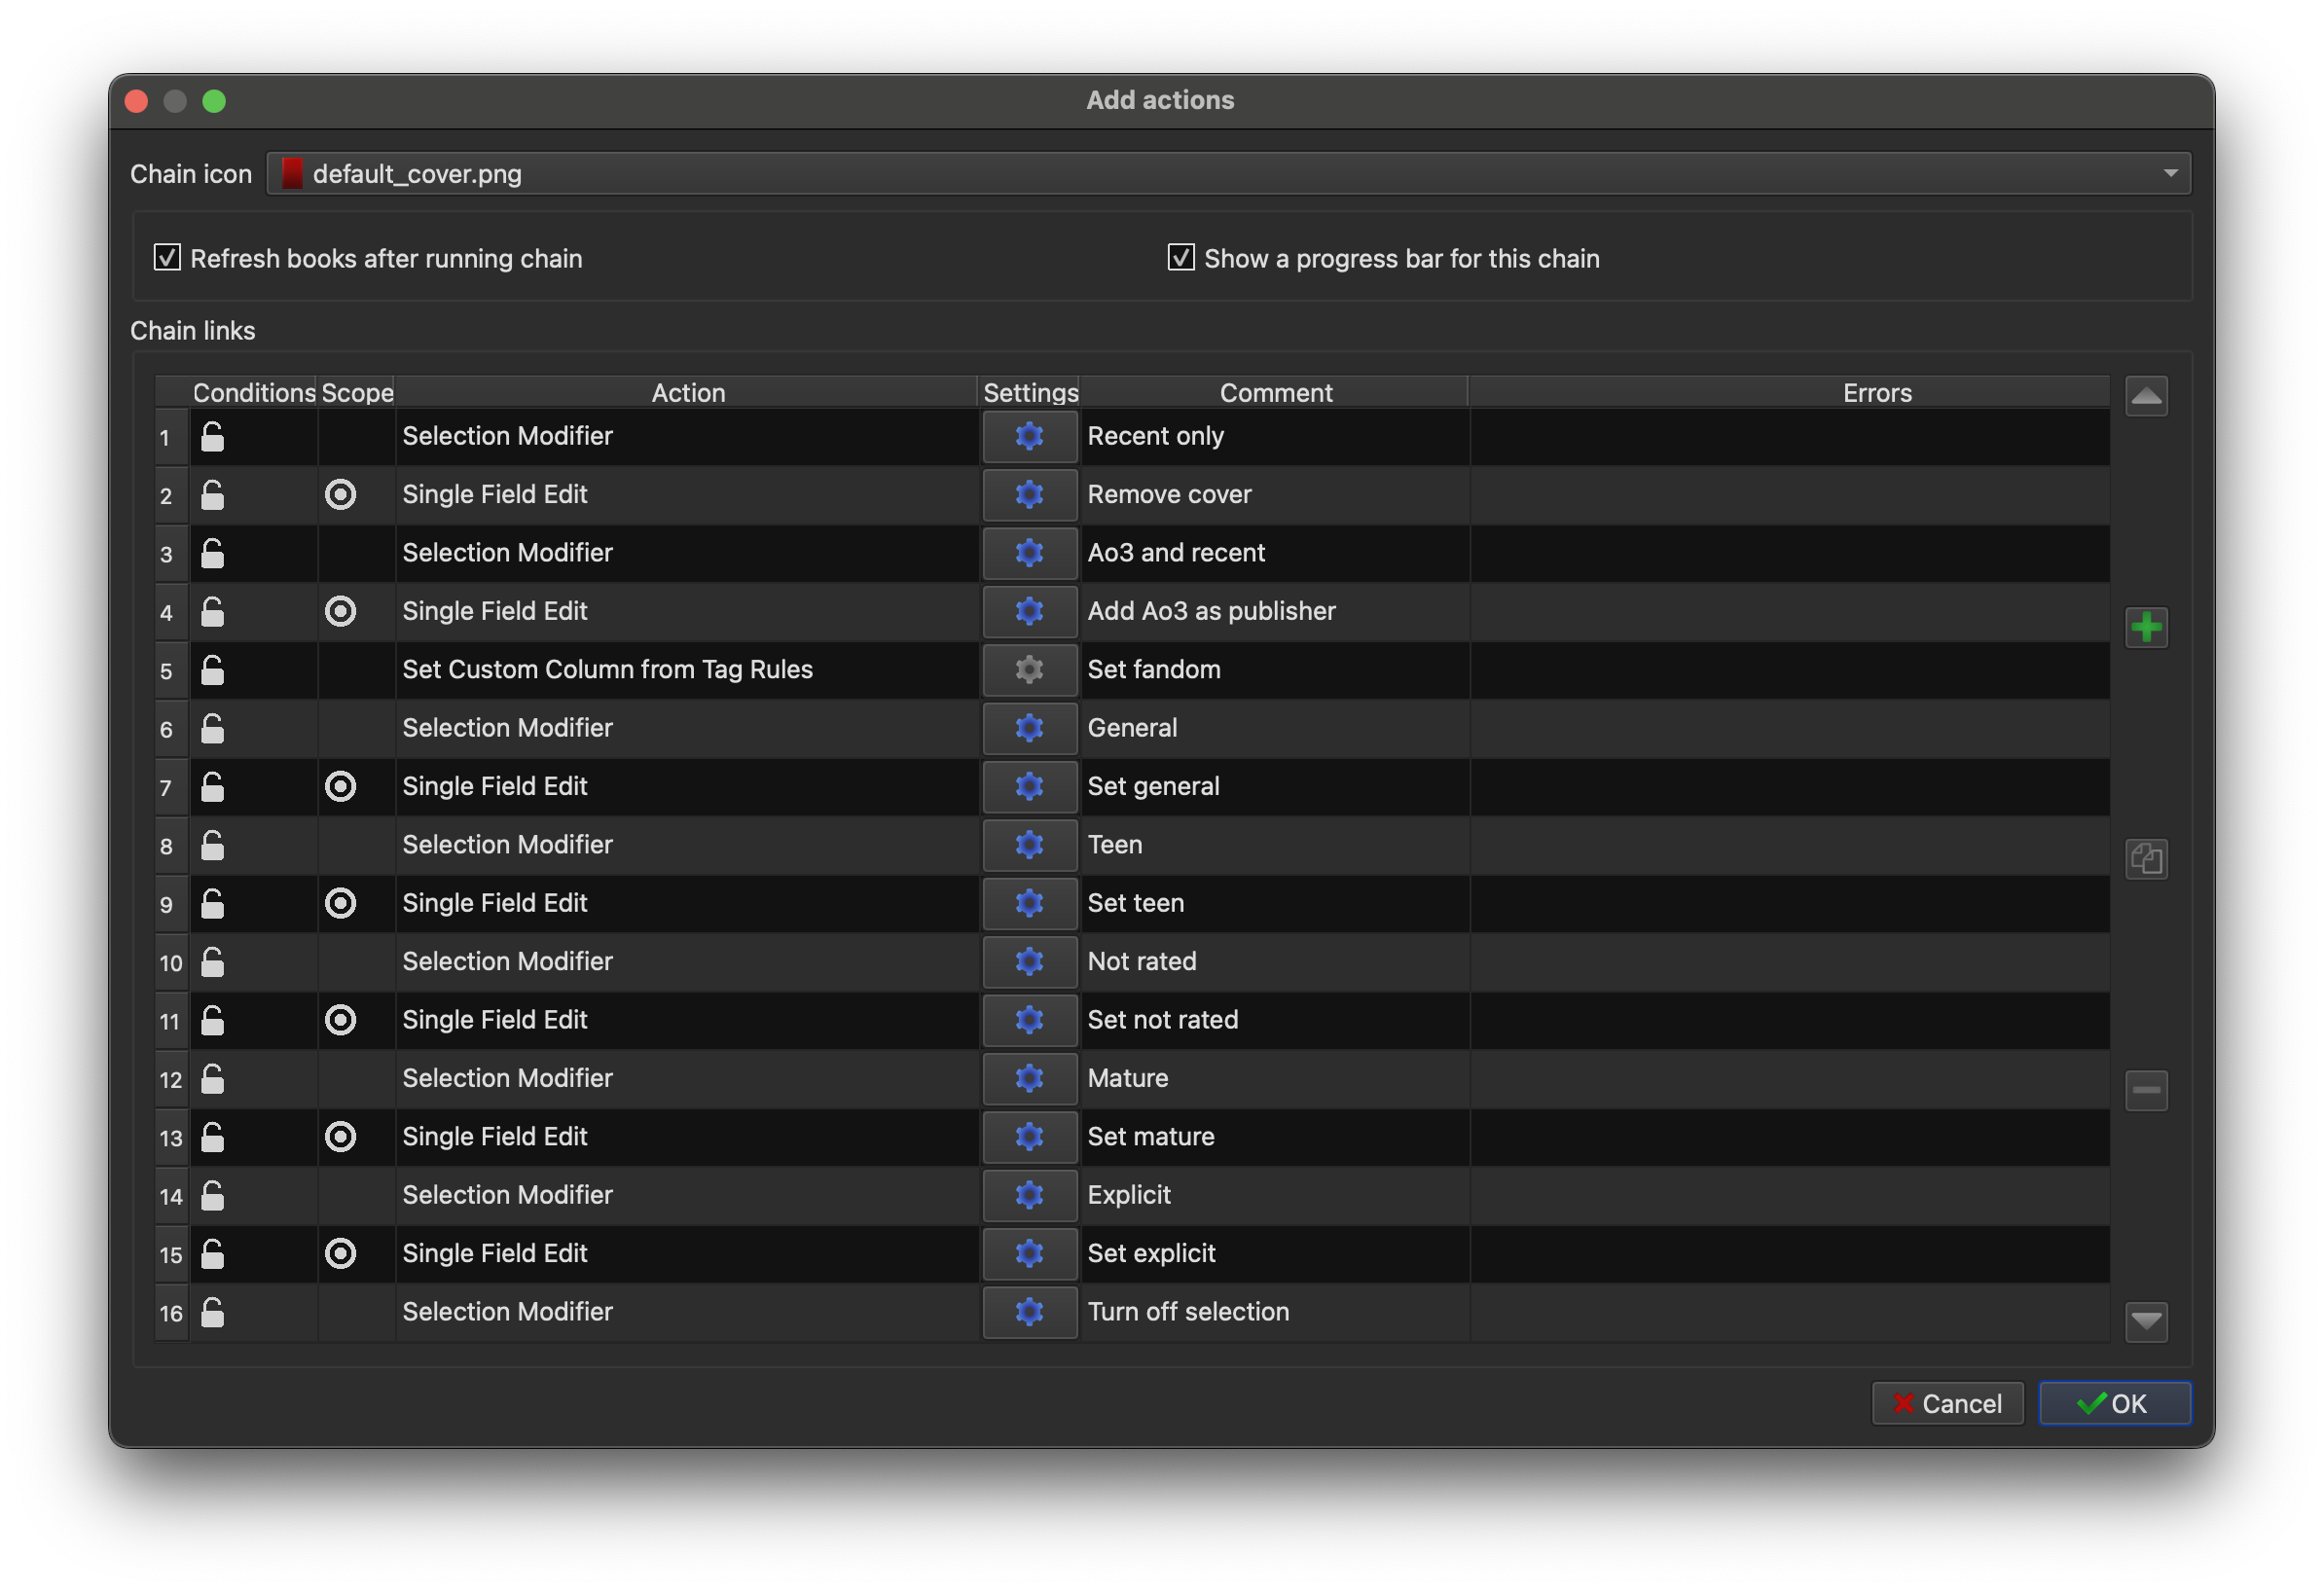 Add actions
Chain icon default_cover.png
Refresh books after running chain Show a progress bar for this chain
Chain links
Conditions Scope Action Settings Comment Errors
1 Selection Modifier Recent only
2 Single Field Edit Remove cover
3 Selection Modifier Ao3 and recent
4 Single Field Edit Add Ao3 as publisher
5 Set Custom Column from Tag Rules Set fandom
6 Selection Modifier General
7 Single Field Edit Set general
8 Selection Modifier Teen
9 Single Field Edit Set teen
10 Selection Modifier Not rated
11 Single Field Edit Set not rated
12 Selection Modifier Mature
13 Single Field Edit Set mature
14 Selection Modifier Explicit
15 Single Field Edit Set explicit
16 Selection Modifier Turn off selection
Cancel OK